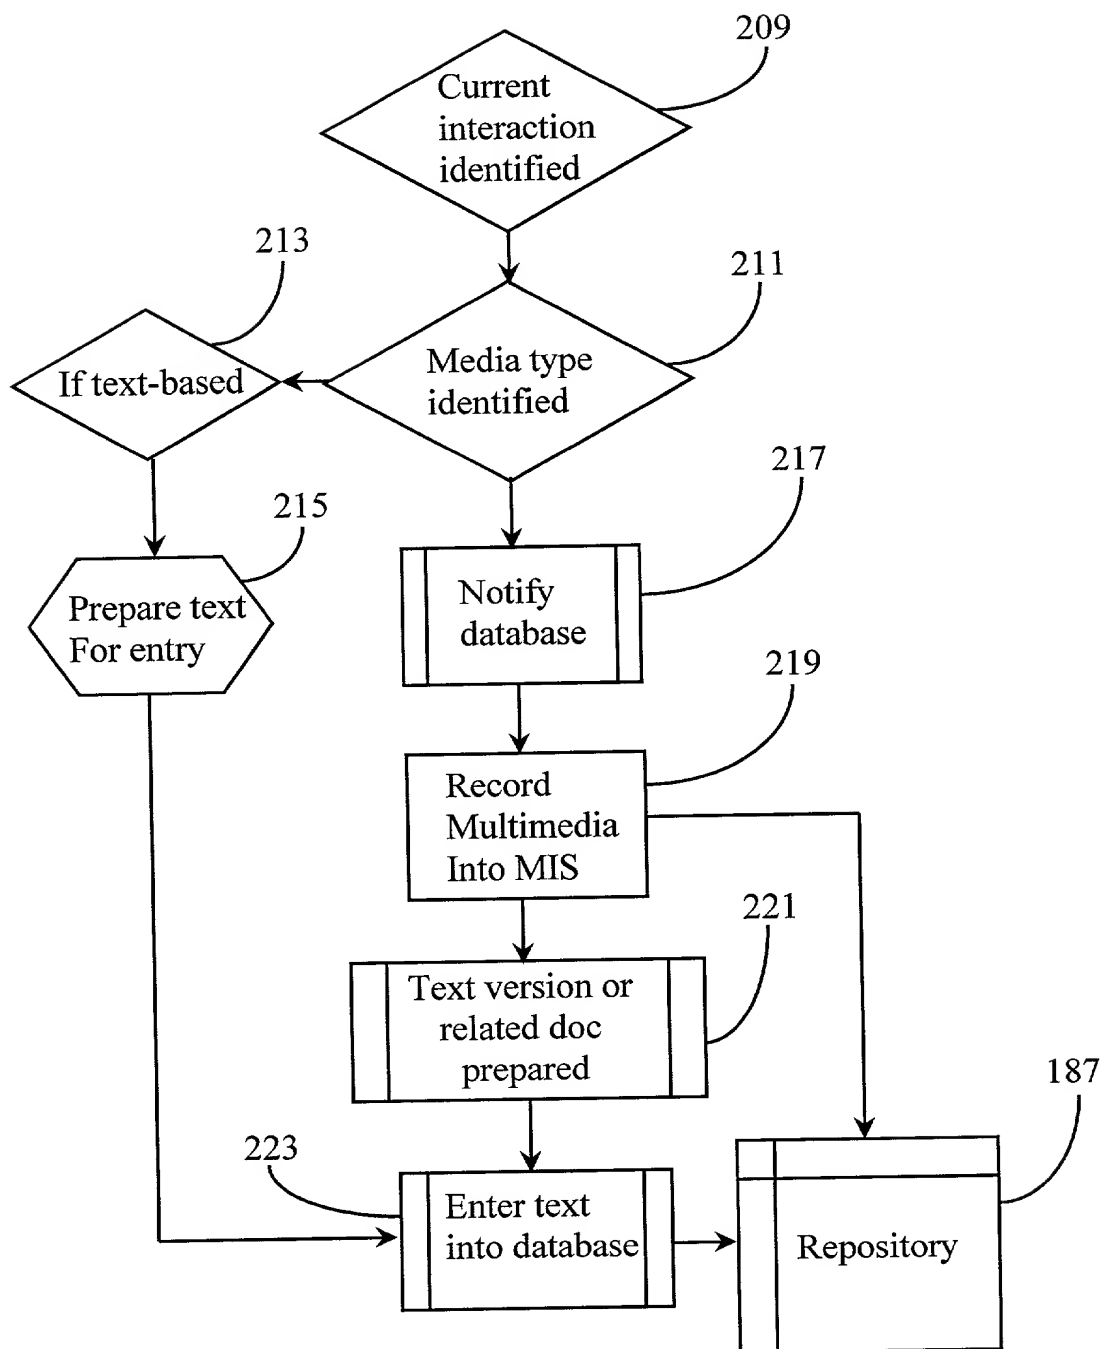 209
Current
interaction
identified
213
211
If text-based
Media type
identified
217
215
Notify
database
Prepare text
For entry
219
Record
Multimedia
Into MIS
221
Text version or
related doc
prepared
187
223
Enter text
into database
Repository